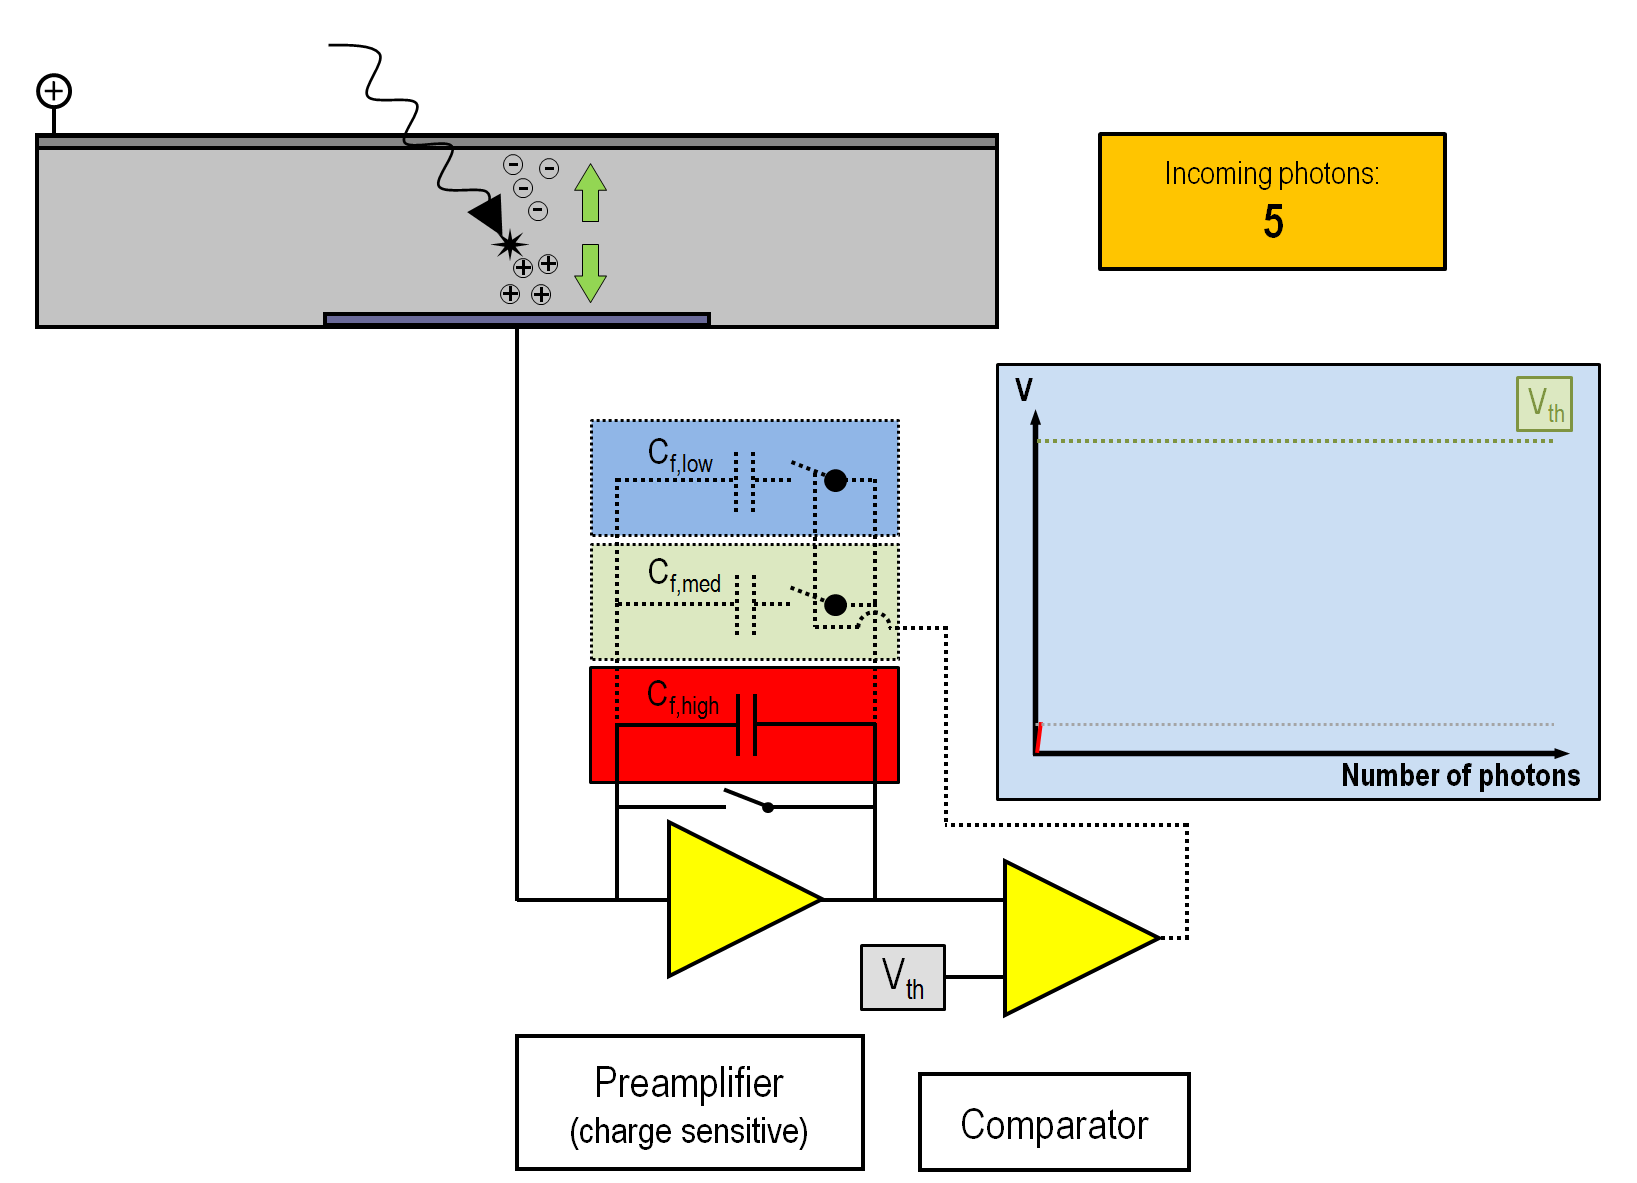 Incoming photons:
5
V
Vth
Cf,low
Cf,med
Cf,high
Number of photons
Vth
Preamplifier
(charge sensitive)
Comparator